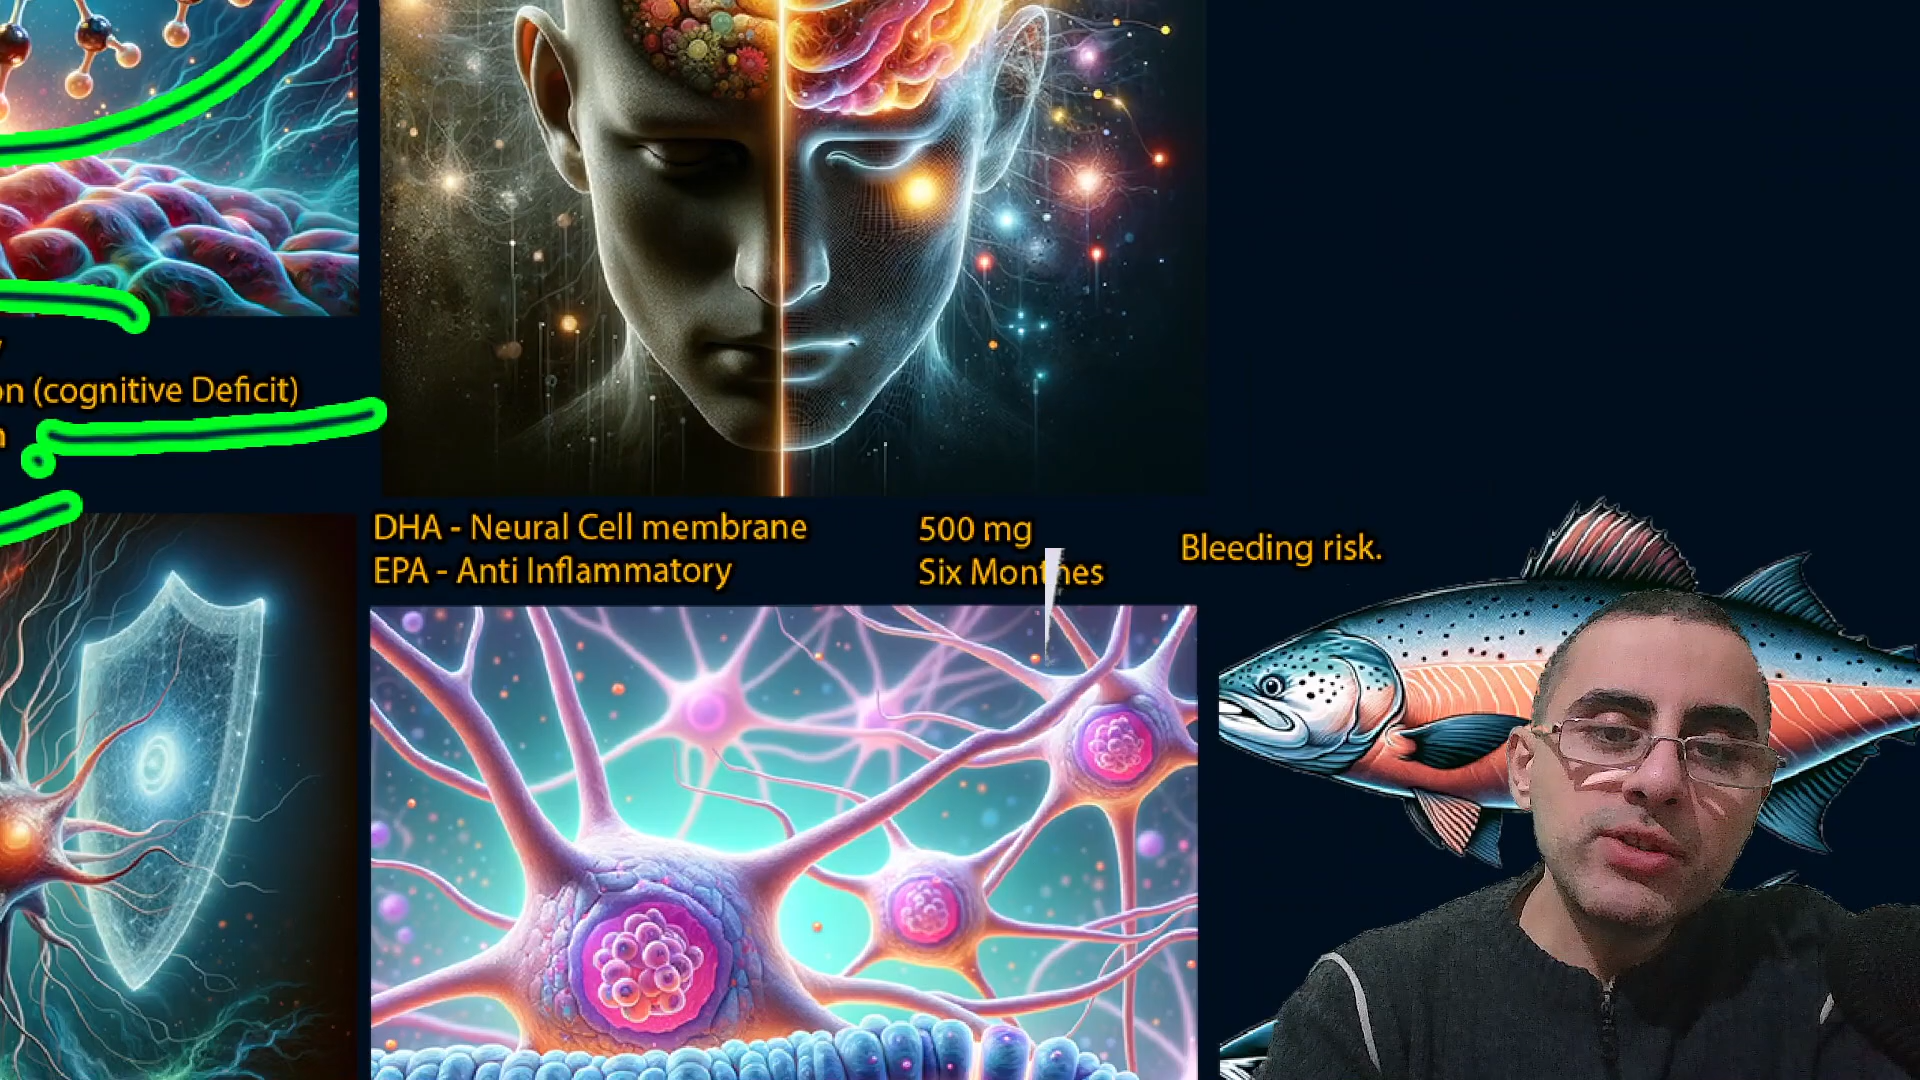 on (cognitive Deficit)
DHA - Neural Cell membrane
EPA - Anti Inflammatory
500 mg
Six Monthes
Bleeding risk.